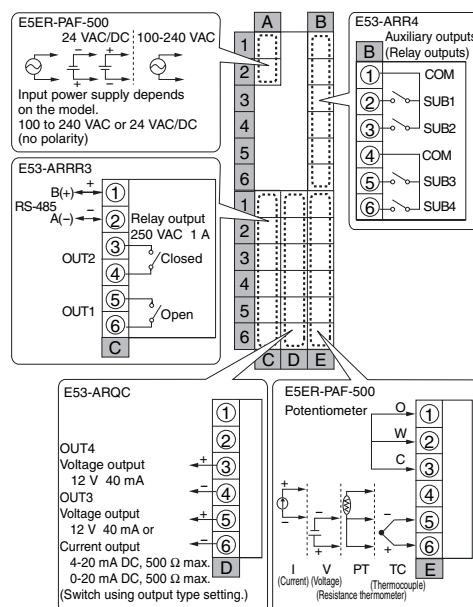 E5ER-PAF-500
24 VAC/DC 100-240 VAC
Input power supply depends
on the model.
100 to 240 VAC or 24 VAC/DC
(no polarity)
A B
1
2
3
4
5
6
1
2
3
4
5
6
C D E
E53-ARR4
Auxiliary outputs
(Relay outputs)
B
1 COM
2 SUB1
3 SUB2
4 COM
5 SUB3
6 SUB4
E53-ARRR3
RS-485
B(+) + 1
A(−) − 2
Relay output
250 VAC 1 A
OUT2
3
4
Closed
OUT1
5
6
Open
C
E53-ARQC
1
2
OUT4
Voltage output
12 V 40 mA
+ 3
− 4
OUT3
Voltage output
12 V 40 mA or
Current output
4-20 mA DC, 500 Ω max.
0-20 mA DC, 500 Ω max.
(Switch using output type setting.)
+ 5
− 6
D
E5ER-PAF-500
Potentiometer
O 1
W 2
C 3
4
5
6
E
+
−
+
−
−
+
I V PT TC
(Current) (Voltage)
(Thermocouple)
(Resistance thermometer)